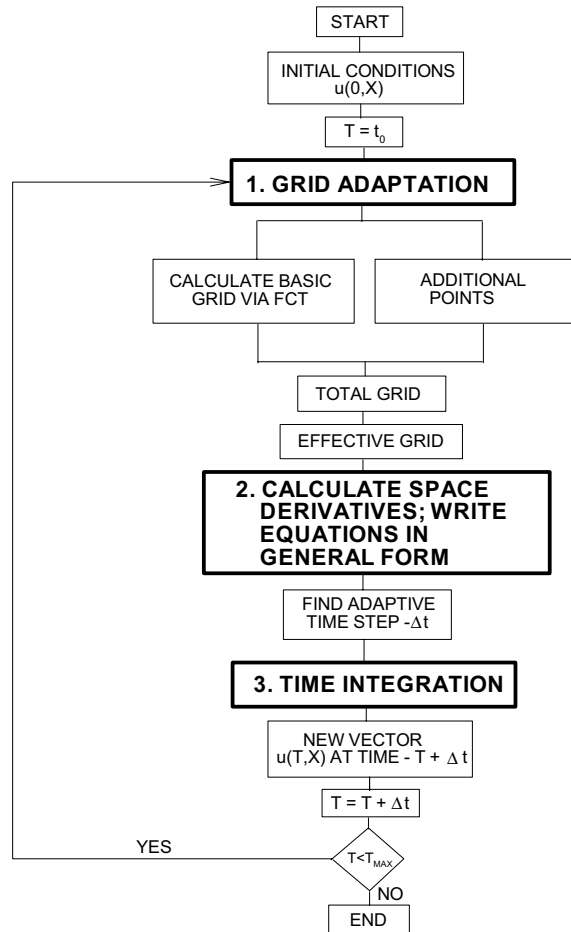 START
INITIAL CONDITIONS
u(0,X)
T = t₀
1. GRID ADAPTATION
CALCULATE BASIC
GRID VIA FCT
ADDITIONAL
POINTS
TOTAL GRID
EFFECTIVE GRID
2. CALCULATE SPACE
DERIVATIVES; WRITE
EQUATIONS IN
GENERAL FORM
FIND ADAPTIVE
TIME STEP -Δt
3. TIME INTEGRATION
NEW VECTOR
u(T,X) AT TIME - T + Δ t
T = T + Δt
YES
T<T_MAX
NO
END